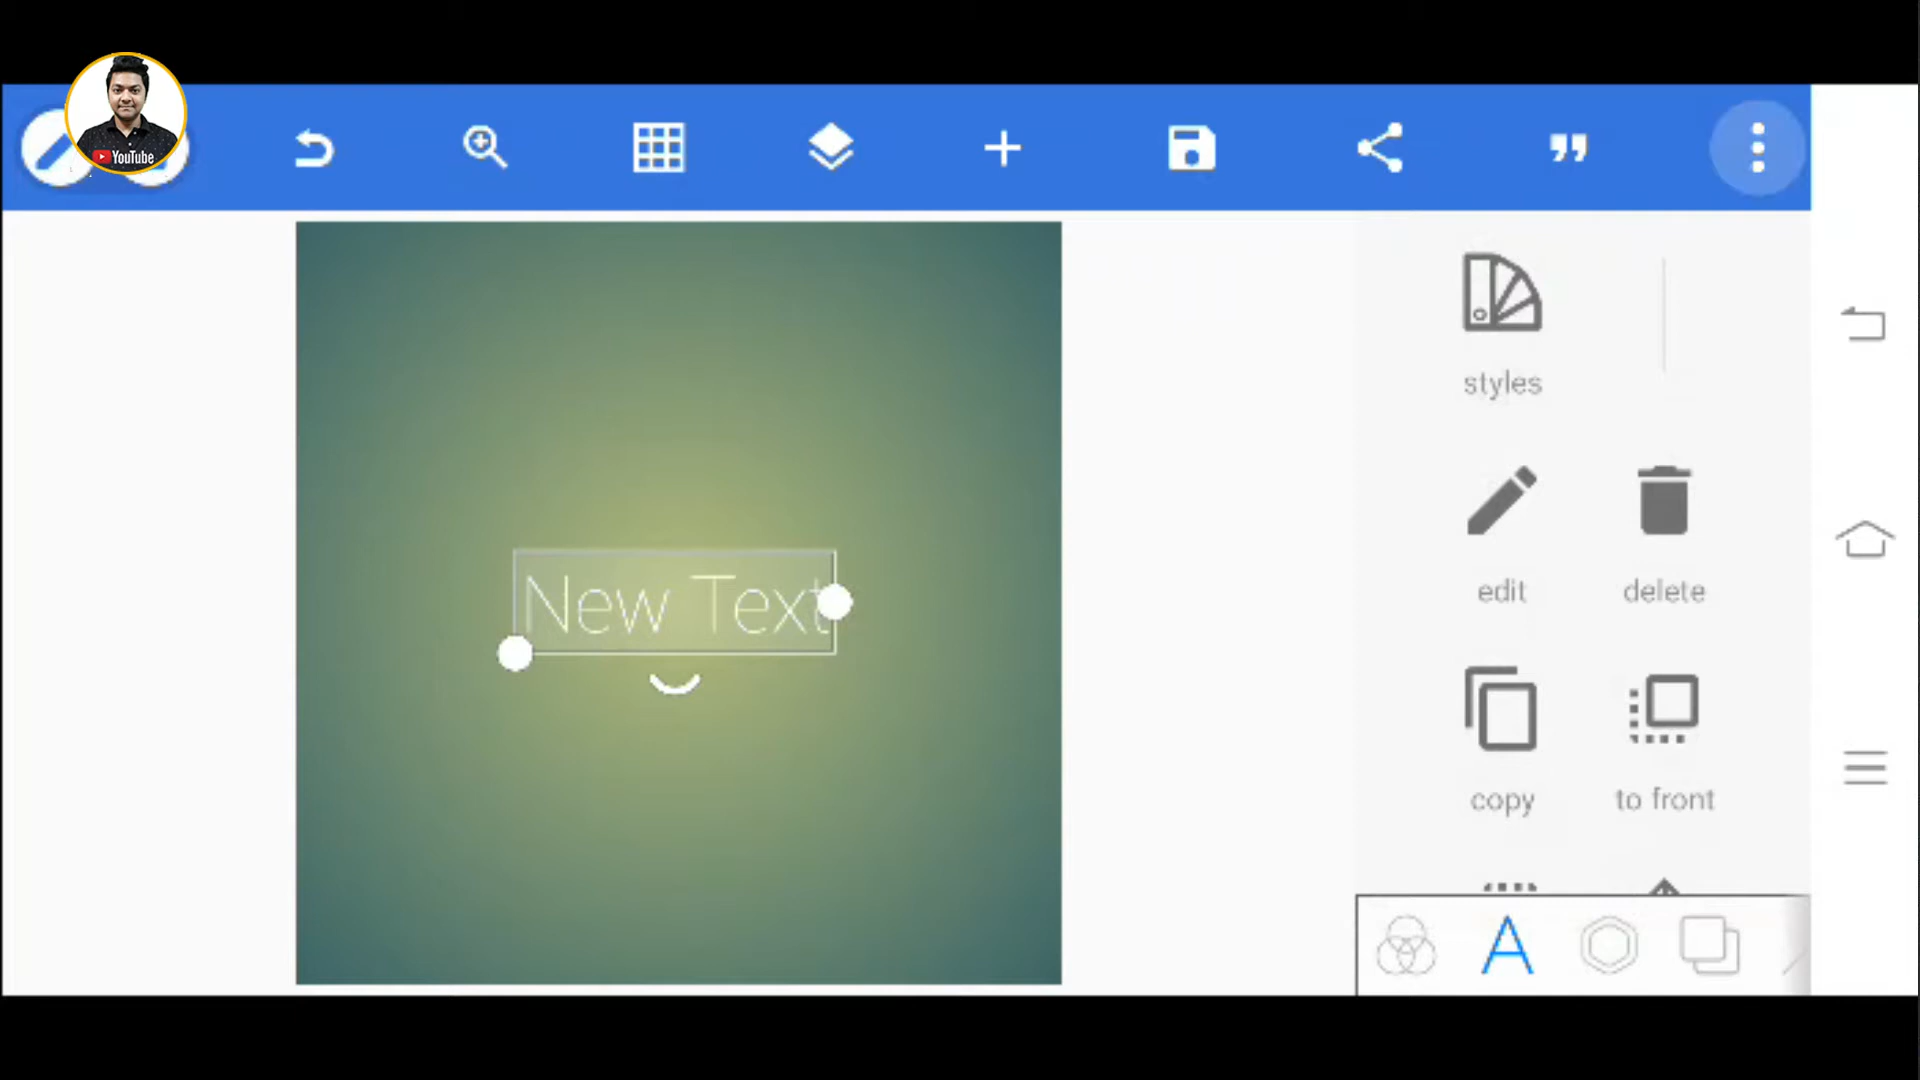 YouTube
styles
New Text
edit
delete
copy
to front
A